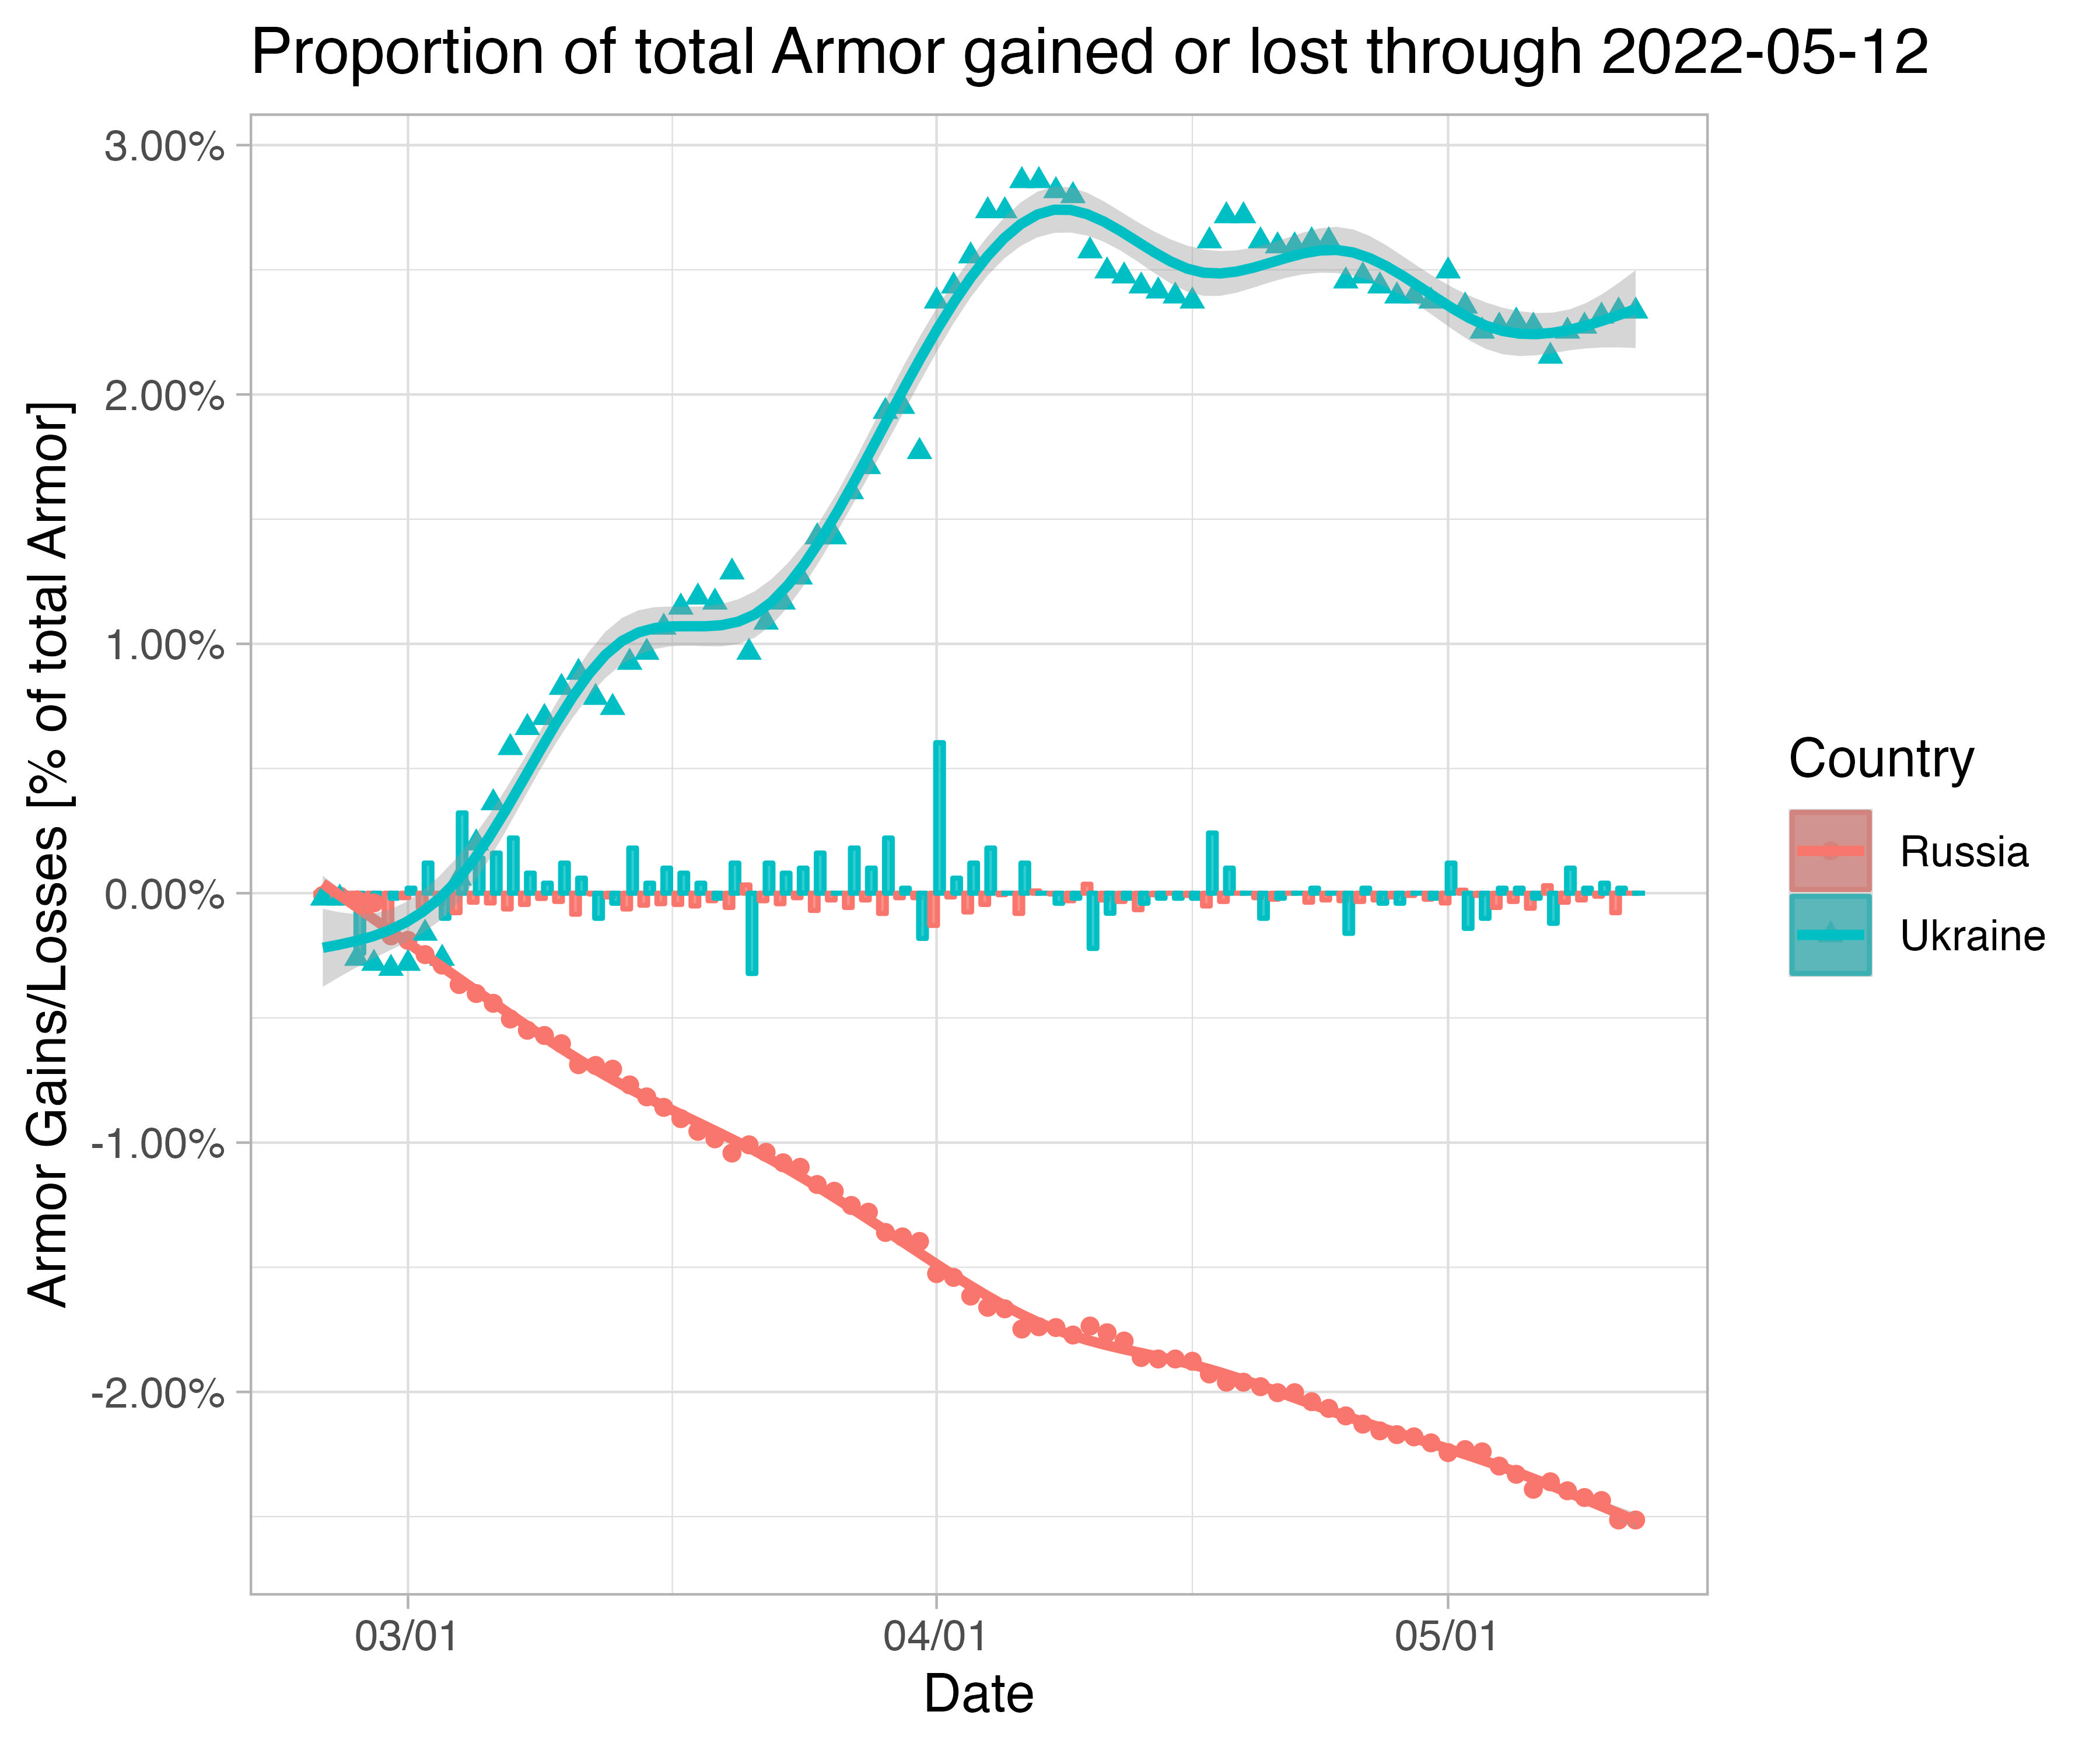 Proportion of total Armor gained or lost through 2022-05-12
Armor Gains/Losses [% of total Armor]
3.00%
2.00%
1.00%
0.00%
-1.00%
-2.00%
03/01
04/01
05/01
Date
Country
Russia
Ukraine